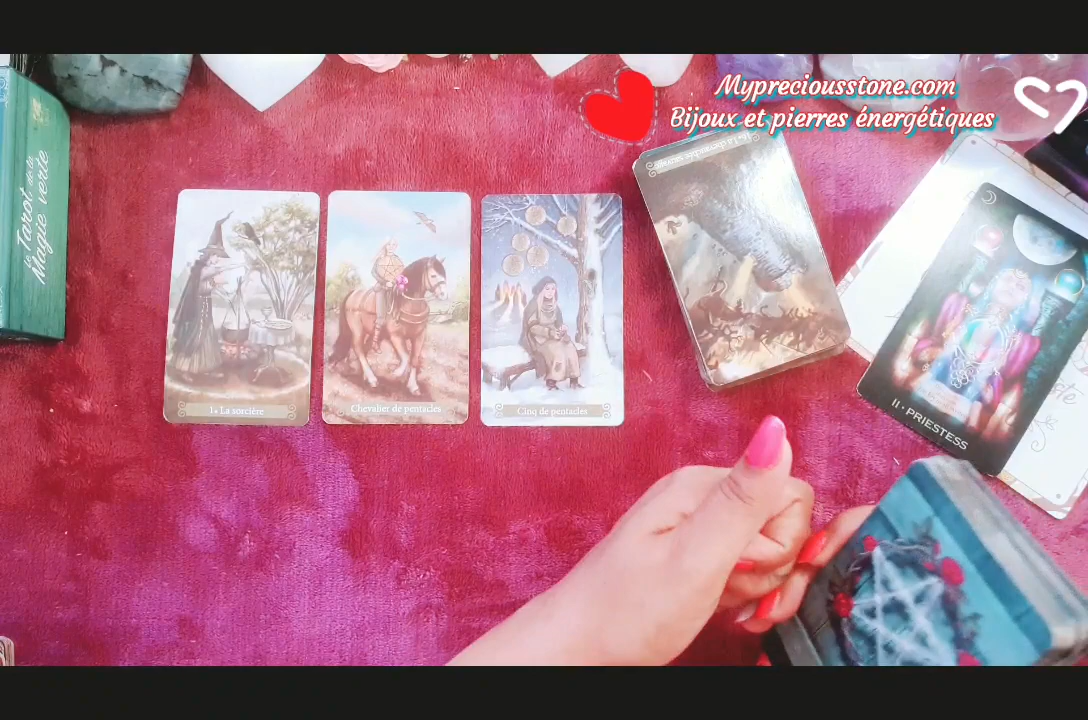 Mypreciousstone.com
Bijoux et pierres énergétiques
Le Tarot de la
Magie verte
1• La sorcière
Chevalier de pentacles
Cinq de pentacles
II • PRIESTESS